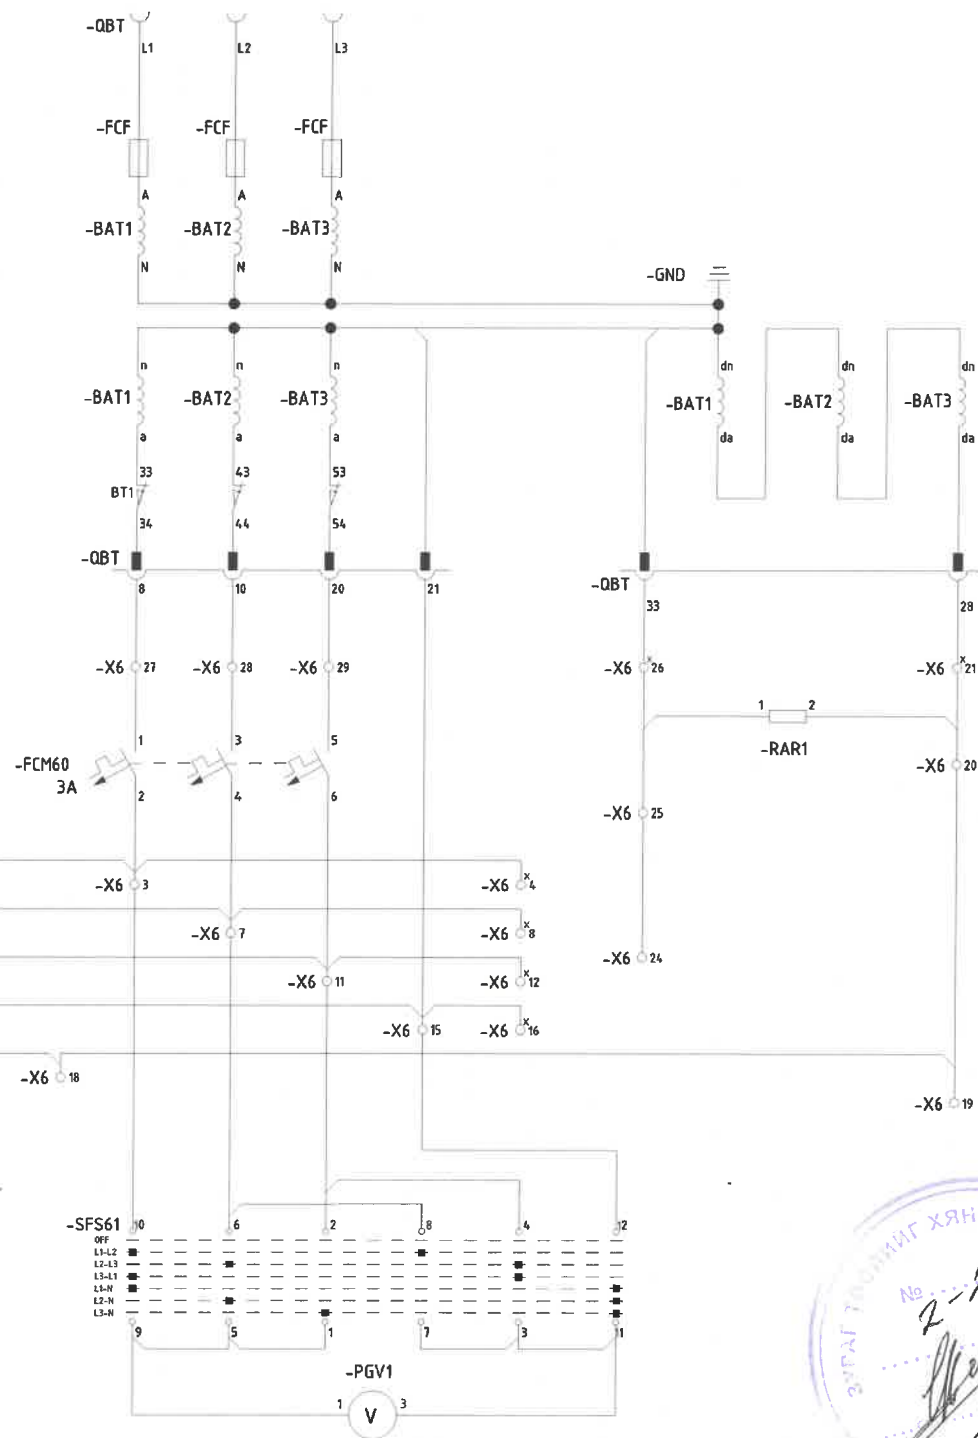 -QBT
L1 L2 L3
-FCF -FCF -FCF
A A A
-BAT1 -BAT2 -BAT3
N N N
-GND
n n n dn dn dn
-BAT1 -BAT2 -BAT3 -BAT1 -BAT2 -BAT3
a a a da da da
33 43 53
BT1
34 44 54
-QBT
8 10 20 21
-QBT
33 28
-X6 27 -X6 28 -X6 29 -X6 x 26 -X6 x 21
1 2
-RAR1
1 3 5
-FCM60
3A
2 4 6
-X6 20
-X6 25
-X6 3 -X6 x 4
-X6 7 -X6 x 8
-X6 24
-X6 11 -X6 x 12
-X6 15 -X6 x 16
-X6 18
-X6 19
-SFS61 10 6 2 8 4 12
OFF
L1-L2
L2-L3
L3-L1
L1-N
L2-N
L3-N
9 5 1 7 3 11
-PGV1
1 V 3
№